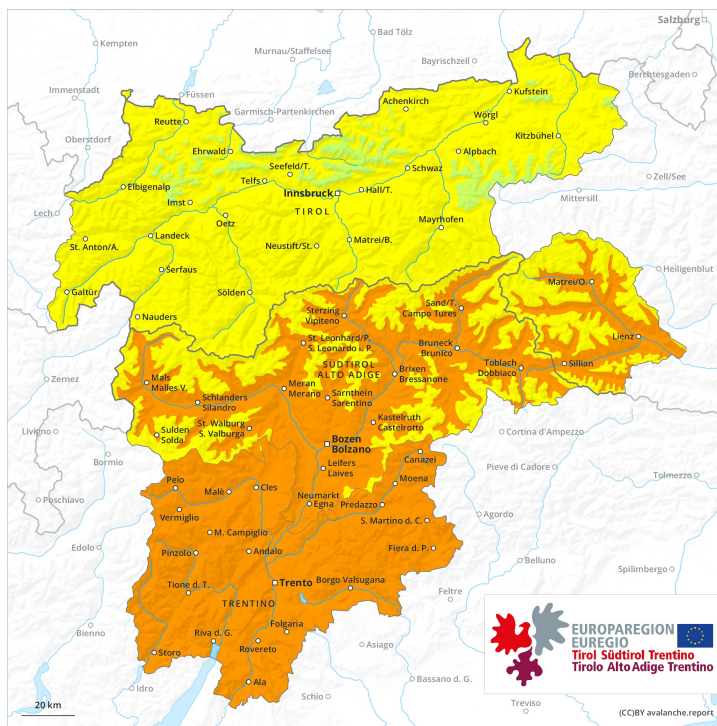 Salzburg
Kempten
Bad Tölz
Murnau/Staffelsee
Bayrischzell
Berchtesgaden
Immenstadt
Füssen
Achenkirch
Kufstein
Garmisch-Partenkirchen
Reutte
Wörgl
Oberstdorf
Kitzbühel
Ehrwald
Alpbach
Seefeld/T.
Schwaz
Zell/See
Elbigenalp
Telfs
Hall/T.
Innsbruck
Mittersill
Imst
Lech
TIROL
Oetz
Mayrhofen
Landeck
St. Anton/A.
Neustift/St.
Matrei/B.
Heiligenblut
Serfaus
Matrei/O.
Galtür
Sölden
Sand/T.
Campo Tures
Nauders
Sterzing
Vipiteno
Lienz
St. Leonhard/P.
S. Leonardo i. P.
Bruneck
Brunico
Toblach
Dobbiaco
Sillian
SÜDTIROL
ALTO ADIGE
Brixen
Bressanone
Zernez
Mals
Malles V.
Meran
Merano
Schlanders
Silandro
Sarnthein
Sarentino
Livigno
St. Walburg
S. Valburga
Kastelruth
Castelrotto
Sulden
Solda
Cortina d'Ampezzo
Bozen
Bolzano
Bormio
Canazei
Pieve di Cadore
Leifers
Laives
Tolmezzo
Peio
Malè
Cles
Moena
Poschiavo
Neumarkt
Egna
Predazzo
Vermiglio
Agordo
S. Martino d. C.
M. Campiglio
Edolo
Pinzolo
Andalo
Fiera d. P.
Belluno
Spilimbergo
Trento
Tione d. T.
Borgo Valsugana
Feltre
TRENTINO
Folgaria
Bienno
Riva d. G.
Rovereto
Asiago
Storo
Bassano d. G.
Ala
Idro
Schio
Treviso
EUROPAREGION
EUREGIO
Tirol Südtirol Trentino
Tirolo Alto Adige Trentino
20 km
(CC)BY avalanche.report